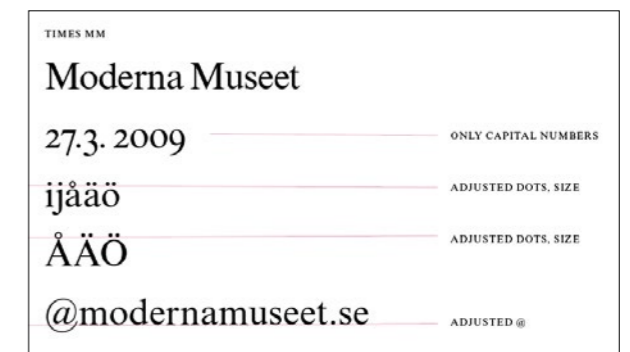 TIMES MM
Moderna Museet
27.3. 2009 ONLY CAPITAL NUMBERS
ijåäö ADJUSTED DOTS, SIZE
ÅÄÖ ADJUSTED DOTS, SIZE
@modernamuseet.se ADJUSTED @